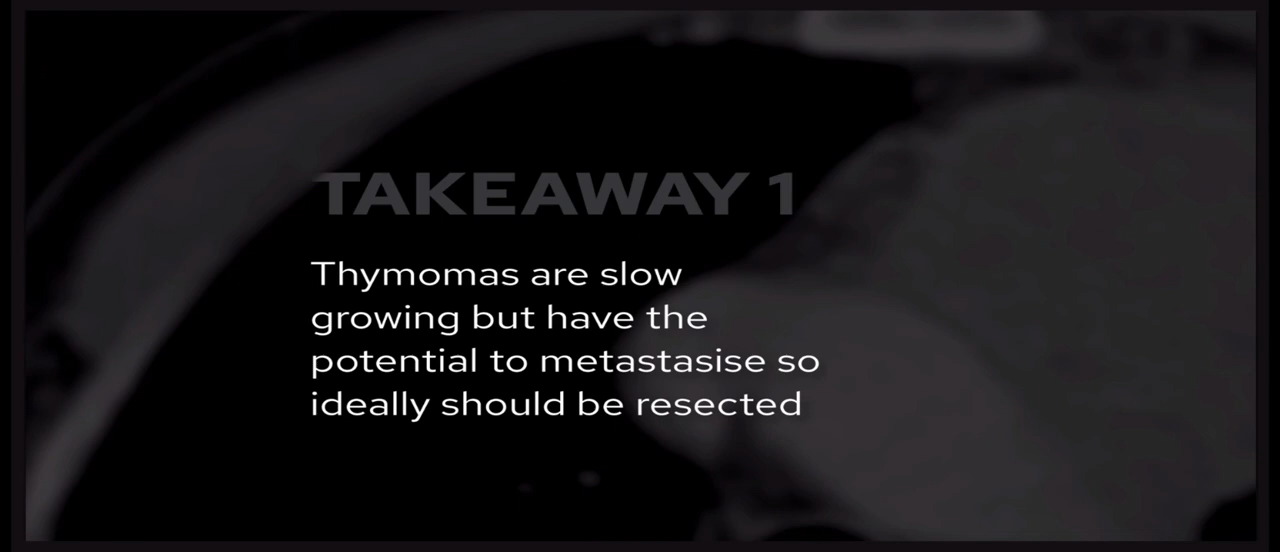 TAKEAWAY 1
Thymomas are slow
growing but have the
potential to metastasise so
ideally should be resected